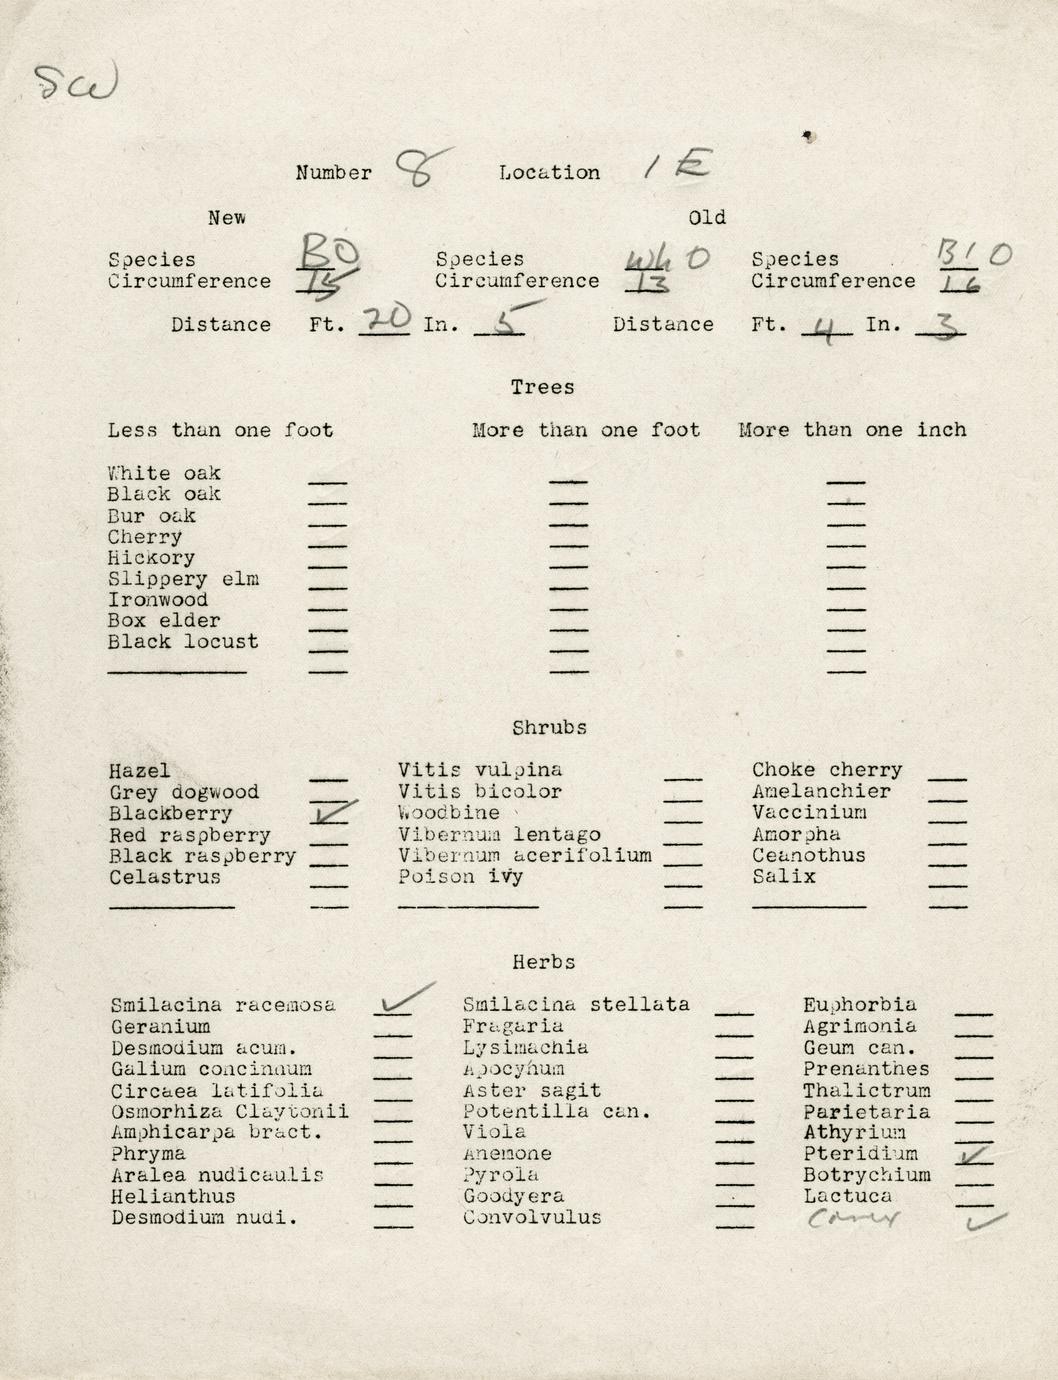 SW
Number 8 Location 1 E
New Old
Species BO Species Wh O Species Bl O
Circumference 15 Circumference 13 Circumference 16
Distance Ft. 20 In. 5 Distance Ft. 4 In. 3
Trees
Less than one foot More than one foot More than one inch
White oak
Black oak
Bur oak
Cherry
Hickory
Slippery elm
Ironwood
Box elder
Black locust
Shrubs
Hazel Vitis vulpina Choke cherry
Grey dogwood Vitis bicolor Amelanchier
Blackberry ✓ Woodbine Vaccinium
Red raspberry Vibernum lentago Amorpha
Black raspberry Vibernum acerifolium Ceanothus
Celastrus Poison ivy Salix
Herbs
Smilacina racemosa ✓ Smilacina stellata Euphorbia
Geranium Fragaria Agrimonia
Desmodium acum. Lysimachia Geum can.
Galium concinnum Apocyhum Prenanthes
Circaea latifolia Aster sagit Thalictrum
Osmorhiza Claytonii Potentilla can. Parietaria
Amphicarpa bract. Viola Athyrium
Phryma Anemone Pteridium ✓
Aralea nudicaulis Pyrola Botrychium
Helianthus Goodyera Lactuca
Desmodium nudi. Convolvulus Carex ✓